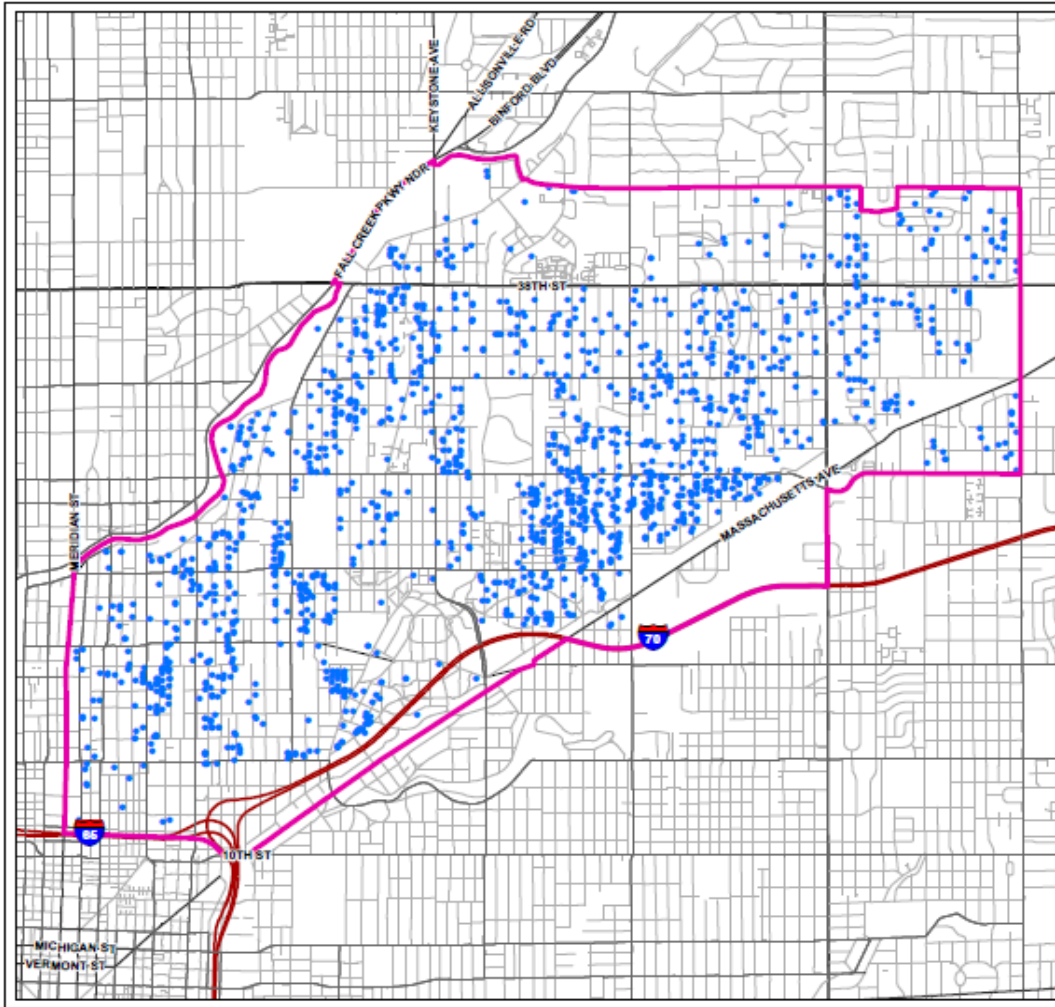 KEYSTONE AVE
ALLISONVILLE RD
BINFORD BLVD
FALL CREEK PKWY NDR
38TH ST
MASSACHUSETTS AVE
MERIDIAN ST
70
65
10TH ST
MICHIGAN ST
VERMONT ST